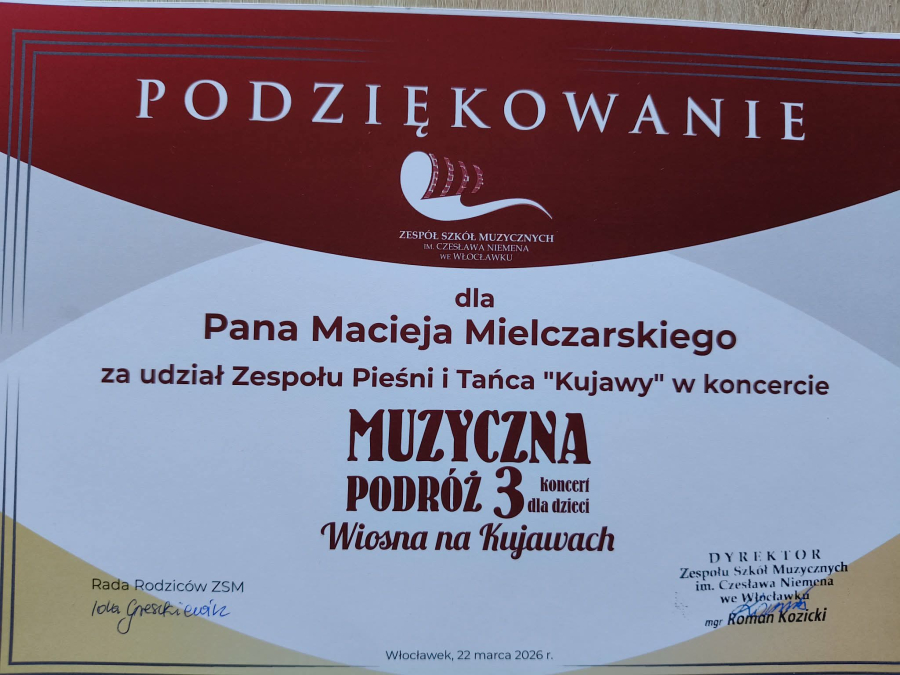 PODZIĘKOWANIE
ZESPÓŁ SZKÓŁ MUZYCZNYCH
IM. CZESŁAWA NIEMENA
WE WŁOCŁAWKU
dla
Pana Macieja Mielczarskiego
za udział Zespołu Pieśni i Tańca "Kujawy" w koncercie
MUZYCZNA
PODRÓŻ 3 koncert
dla dzieci
Wiosna na Kujawach
Rada Rodziców ZSM
DYREKTOR
Zespołu Szkół Muzycznych
im. Czesława Niemena
we Włocławku
mgr Roman Kozicki
Włocławek, 22 marca 2026 r.